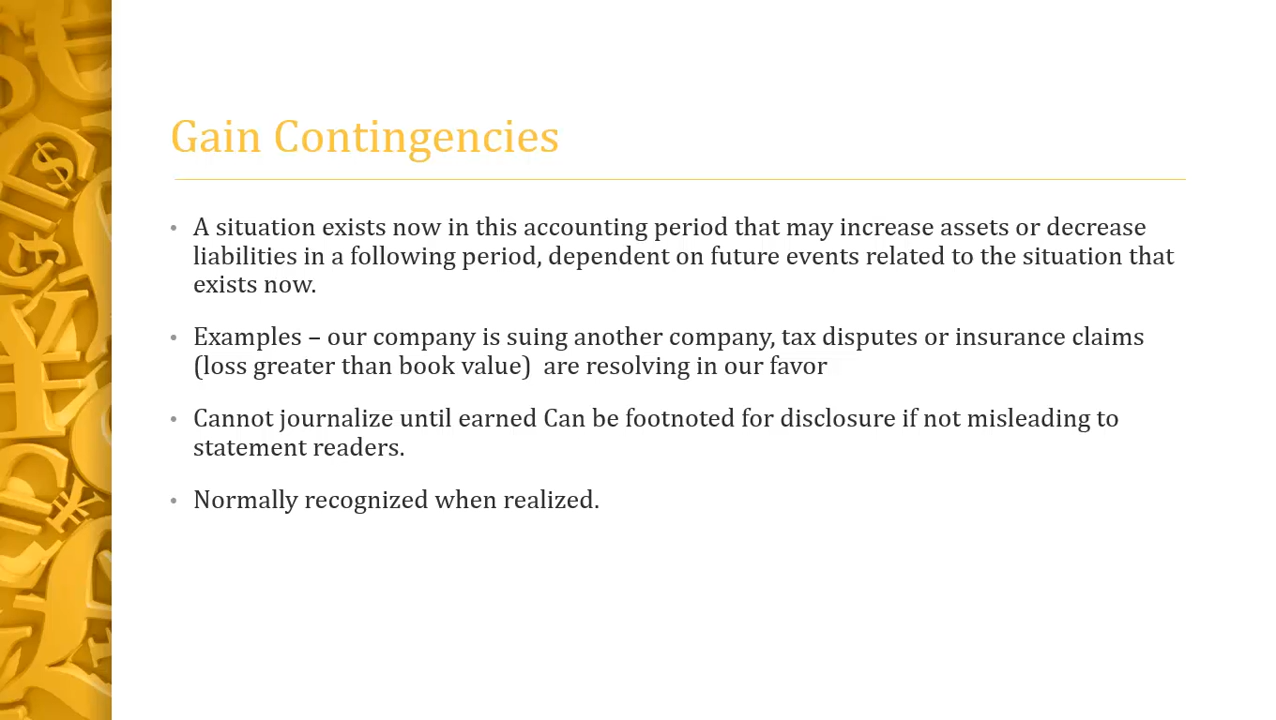 Gain Contingencies
• A situation exists now in this accounting period that may increase assets or decrease
liabilities in a following period, dependent on future events related to the situation that
exists now.
• Examples – our company is suing another company, tax disputes or insurance claims
(loss greater than book value)  are resolving in our favor
• Cannot journalize until earned Can be footnoted for disclosure if not misleading to
statement readers.
• Normally recognized when realized.